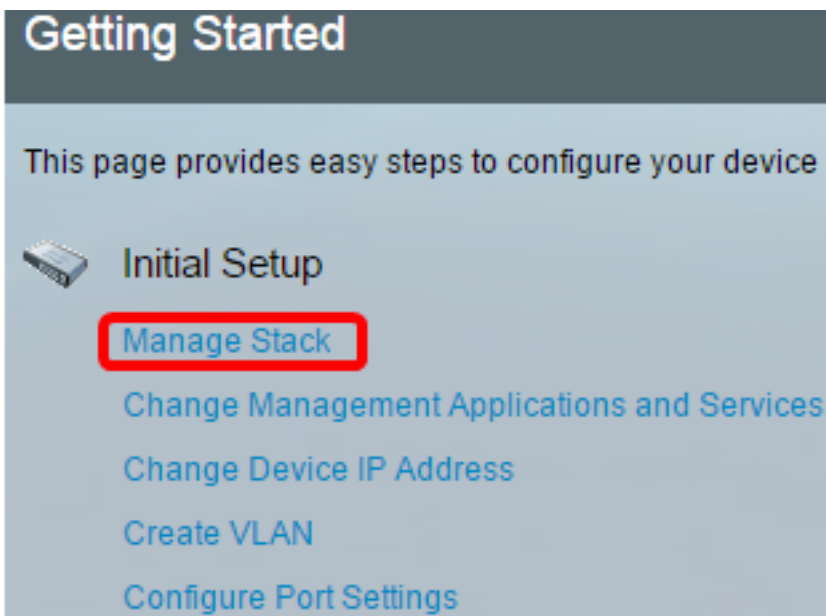 Getting Started
This page provides easy steps to configure your device
Initial Setup
Manage Stack
Change Management Applications and Services
Change Device IP Address
Create VLAN
Configure Port Settings